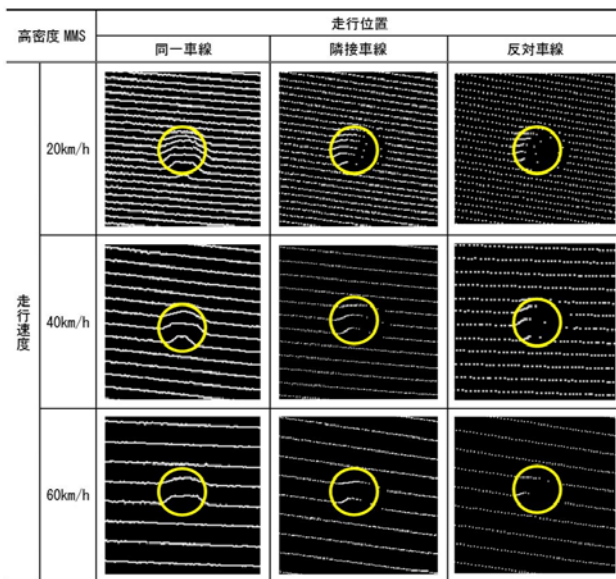 高密度 MMS
走行位置
同一車線
隣接車線
反対車線
走行速度
20km/h
40km/h
60km/h